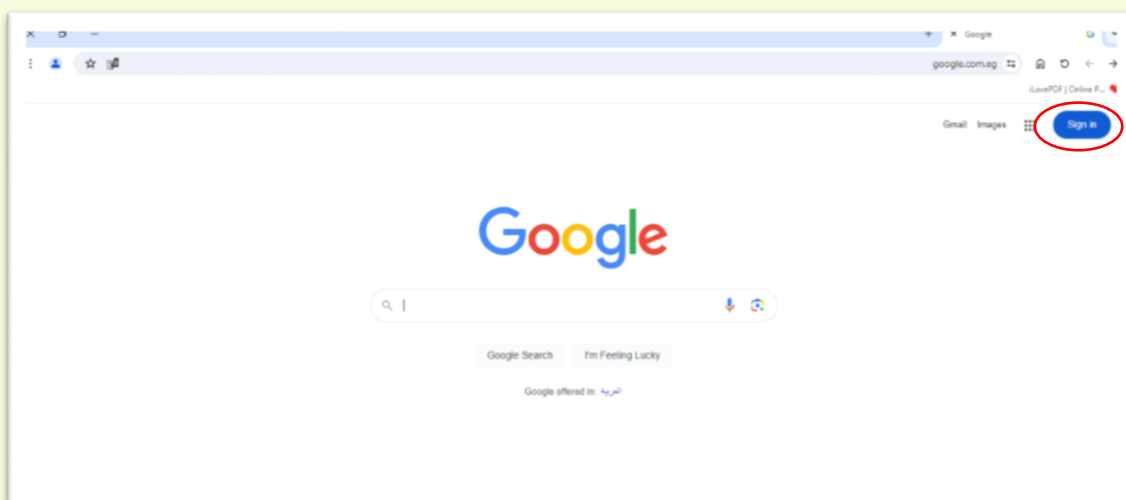 Google
google.com.eg
iLovePDF | Online P...
Gmail Images Sign in
Google
Google Search I'm Feeling Lucky
Google offered in: العربية